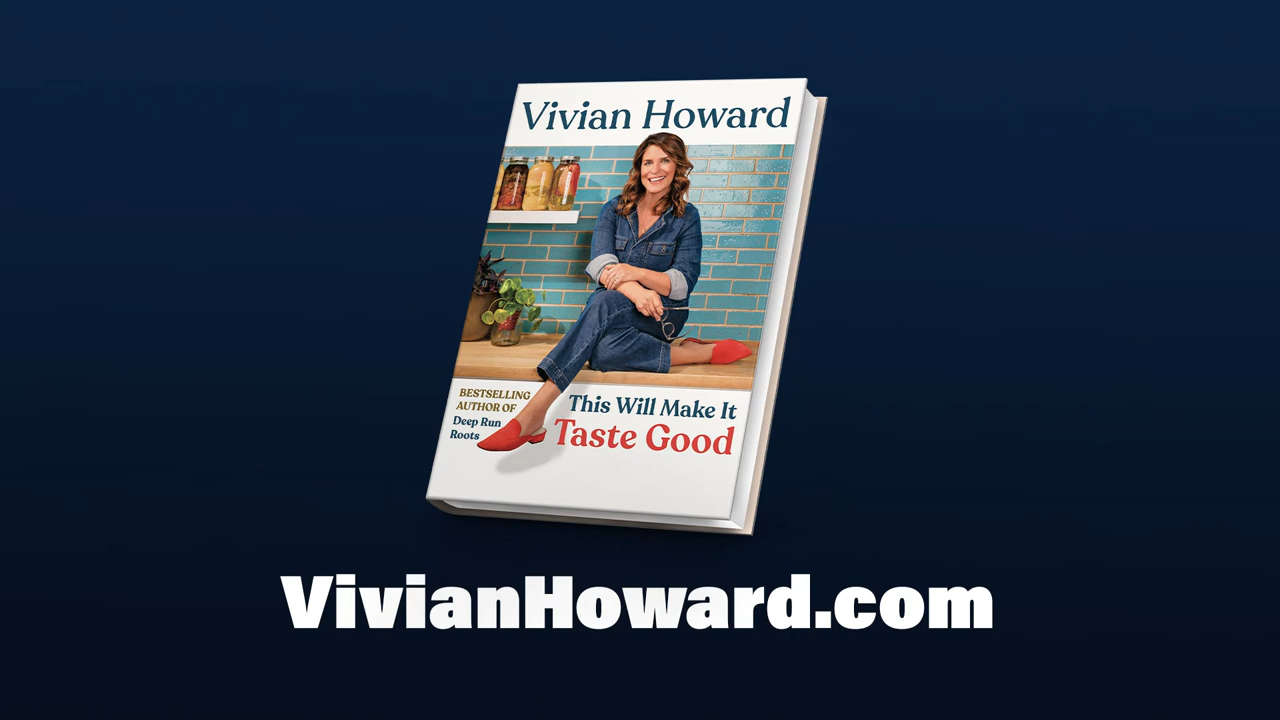 Vivian Howard
BESTSELLING
AUTHOR OF
Deep Run
Roots
This Will Make It
Taste Good
VivianHoward.com